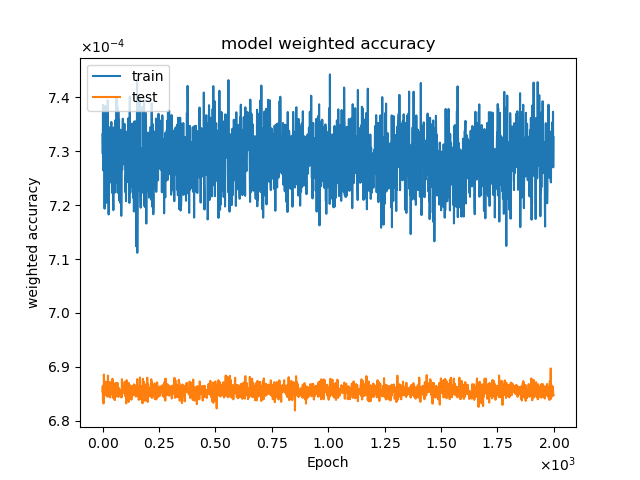 model weighted accuracy
×10⁻⁴
train
test
7.4
7.3
7.2
7.1
7.0
6.9
6.8
weighted accuracy
0.00 0.25 0.50 0.75 1.00 1.25 1.50 1.75 2.00
Epoch
×10³